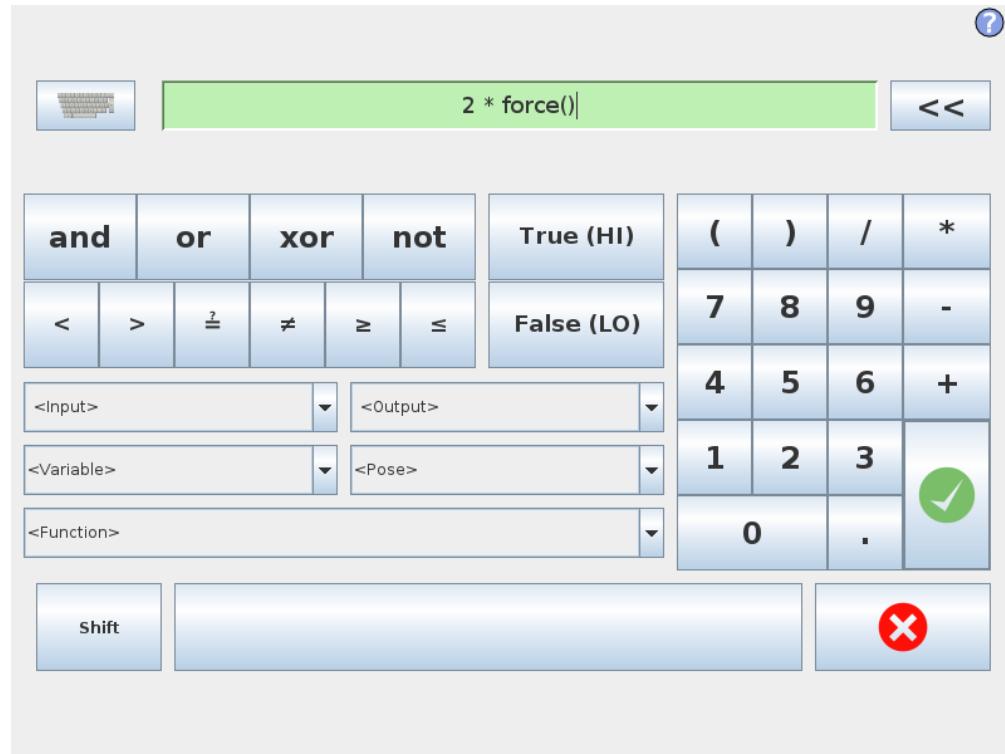 ?
2 * force()
<<
and or xor not True (HI) ( ) / *
< > ≟ ≠ ≥ ≤ False (LO) 7 8 9 -
<Input> <Output> 4 5 6 +
<Variable> <Pose> 1 2 3
<Function> 0 .
Shift